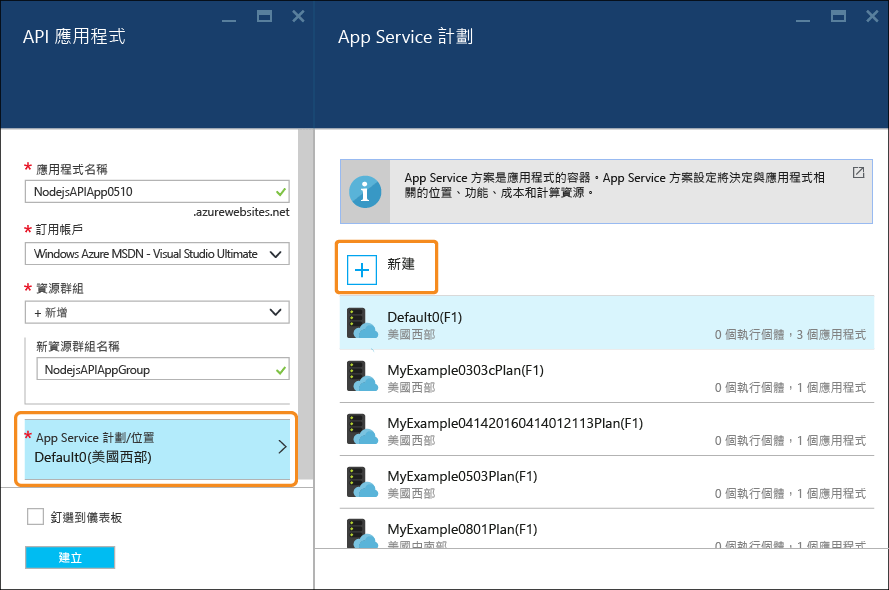 API 應用程式
* 應用程式名稱
NodejsAPIApp0510
.azurewebsites.net
* 訂用帳戶
Windows Azure MSDN - Visual Studio Ultimate
* 資源群組
+ 新增
新資源群組名稱
NodejsAPIAppGroup
* App Service 計劃/位置
Default0(美國西部)
釘選到儀表板
建立
App Service 計劃
App Service 方案是應用程式的容器。App Service 方案設定將決定與應用程式相
關的位置、功能、成本和計算資源。
新建
Default0(F1)
美國西部 0 個執行個體，3 個應用程式
MyExample0303cPlan(F1)
美國西部 0 個執行個體，1 個應用程式
MyExample041420160414012113Plan(F1)
美國西部 0 個執行個體，1 個應用程式
MyExample0503Plan(F1)
美國西部 0 個執行個體，1 個應用程式
MyExample0801Plan(F1)
美國中南部 0 個執行個體，1 個應用程式